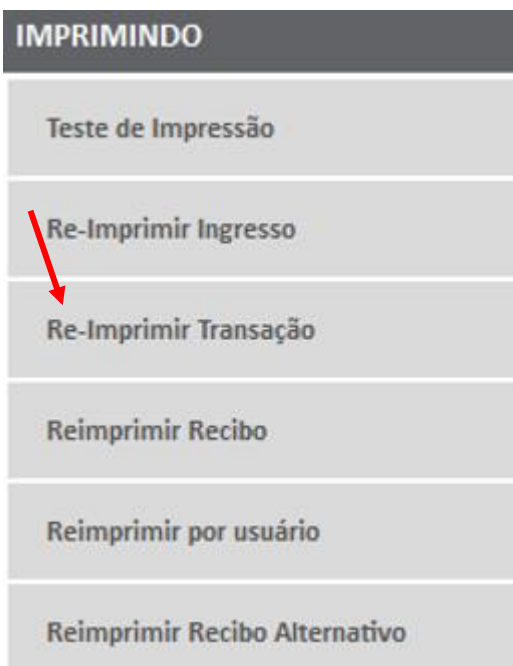 IMPRIMINDO
Teste de Impressão
Re-Imprimir Ingresso
Re-Imprimir Transação
Reimprimir Recibo
Reimprimir por usuário
Reimprimir Recibo Alternativo